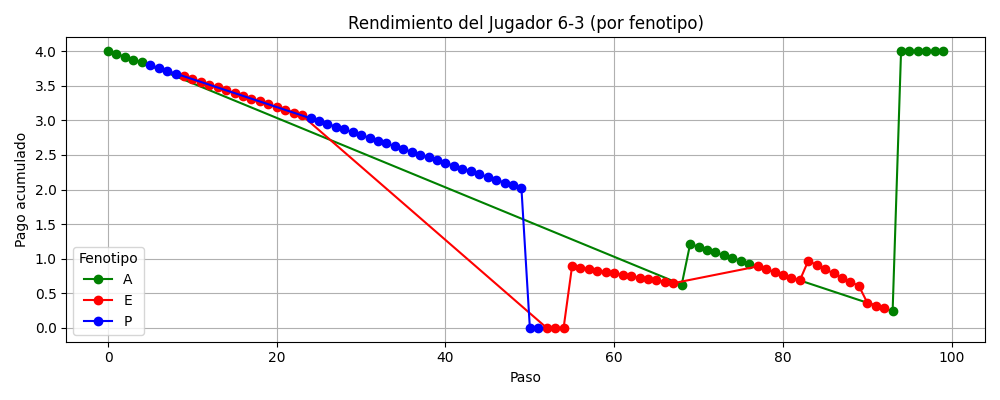 Rendimiento del Jugador 6-3 (por fenotipo)
4.0
3.5
3.0
2.5
2.0
1.5
1.0
0.5
0.0
Pago acumulado
Fenotipo
A
E
P
0 20 40 60 80 100
Paso